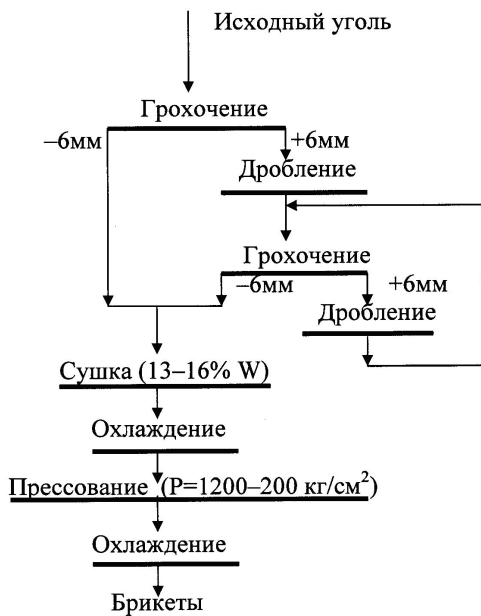 Исходный уголь
Грохочение
–6мм
+6мм
Дробление
Грохочение
–6мм
+6мм
Дробление
Сушка (13–16% W)
Охлаждение
Прессование (P=1200–200 кг/см²)
Охлаждение
Брикеты